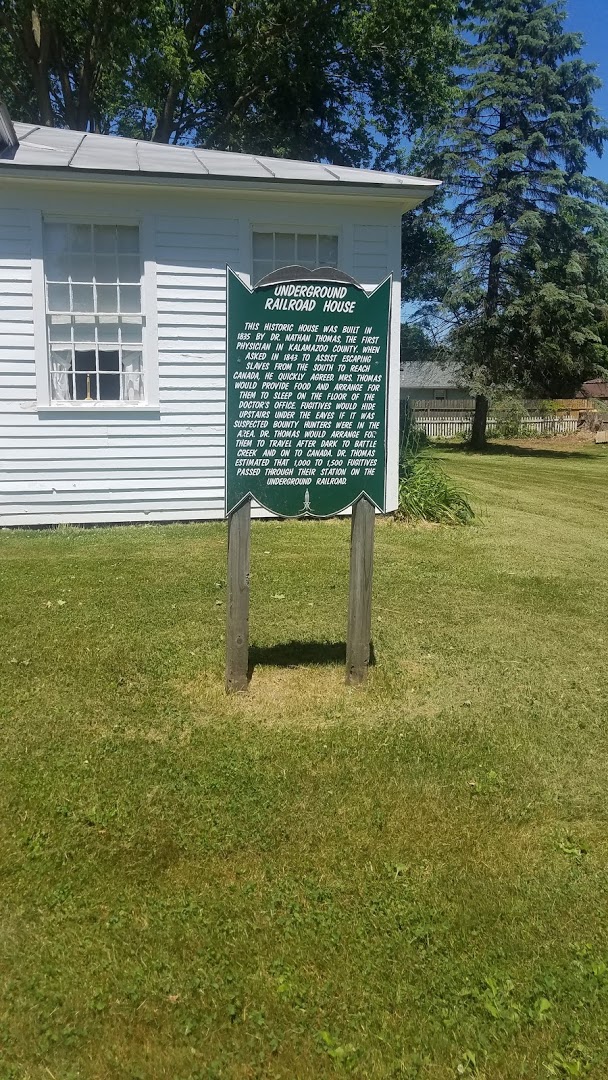 UNDERGROUND
RAILROAD HOUSE
THIS HISTORIC HOUSE WAS BUILT IN
1835 BY DR. NATHAN THOMAS, THE FIRST
PHYSICIAN IN KALAMAZOO COUNTY. WHEN
ASKED IN 1843 TO ASSIST ESCAPING
SLAVES FROM THE SOUTH TO REACH
CANADA, HE QUICKLY AGREED. MRS. THOMAS
WOULD PROVIDE FOOD AND ARRANGE FOR
THEM TO SLEEP ON THE FLOOR OF THE
DOCTOR'S OFFICE. FUGITIVES WOULD HIDE
UPSTAIRS UNDER THE EAVES IF IT WAS
SUSPECTED BOUNTY HUNTERS WERE IN THE
AREA. DR. THOMAS WOULD ARRANGE FOR
THEM TO TRAVEL AFTER DARK TO BATTLE
CREEK AND ON TO CANADA. DR. THOMAS
ESTIMATED THAT 1,000 TO 1,500 FUGITIVES
PASSED THROUGH THEIR STATION ON THE
UNDERGROUND RAILROAD.